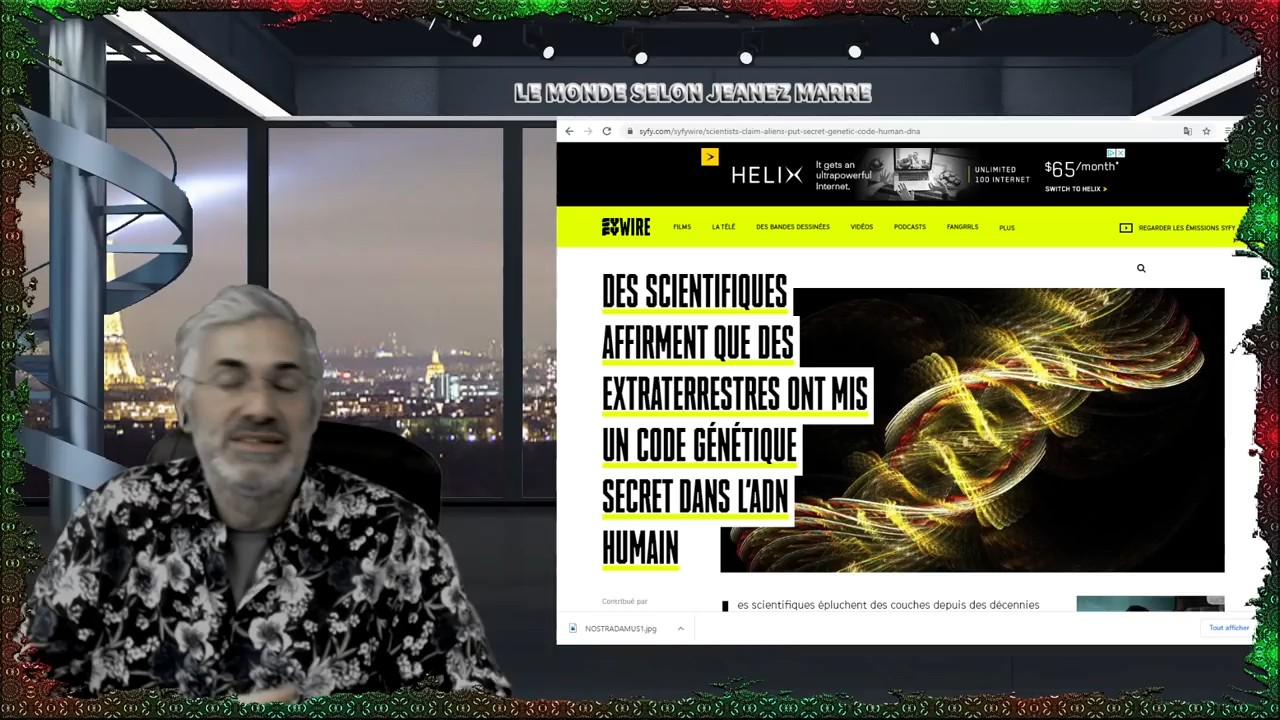 LE MONDE SELON JEANEZ MARRE
syfy.com/syfywire/scientists-claim-aliens-put-secret-genetic-code-human-dna
HELIX
It gets an
ultrapowerful
Internet.
UNLIMITED
100 INTERNET
$65/month*
SWITCH TO HELIX >
SYFY WIRE
FILMS LA TÉLÉ DES BANDES DESSINÉES VIDÉOS PODCASTS FANGRRLS PLUS
REGARDER LES ÉMISSIONS SYFY
DES SCIENTIFIQUES
AFFIRMENT QUE DES
EXTRATERRESTRES ONT MIS
UN CODE GÉNÉTIQUE
SECRET DANS L'ADN
HUMAIN
Contribué par
es scientifiques épluchent des couches depuis des décennies
NOSTRADAMUS1.jpg
Tout afficher